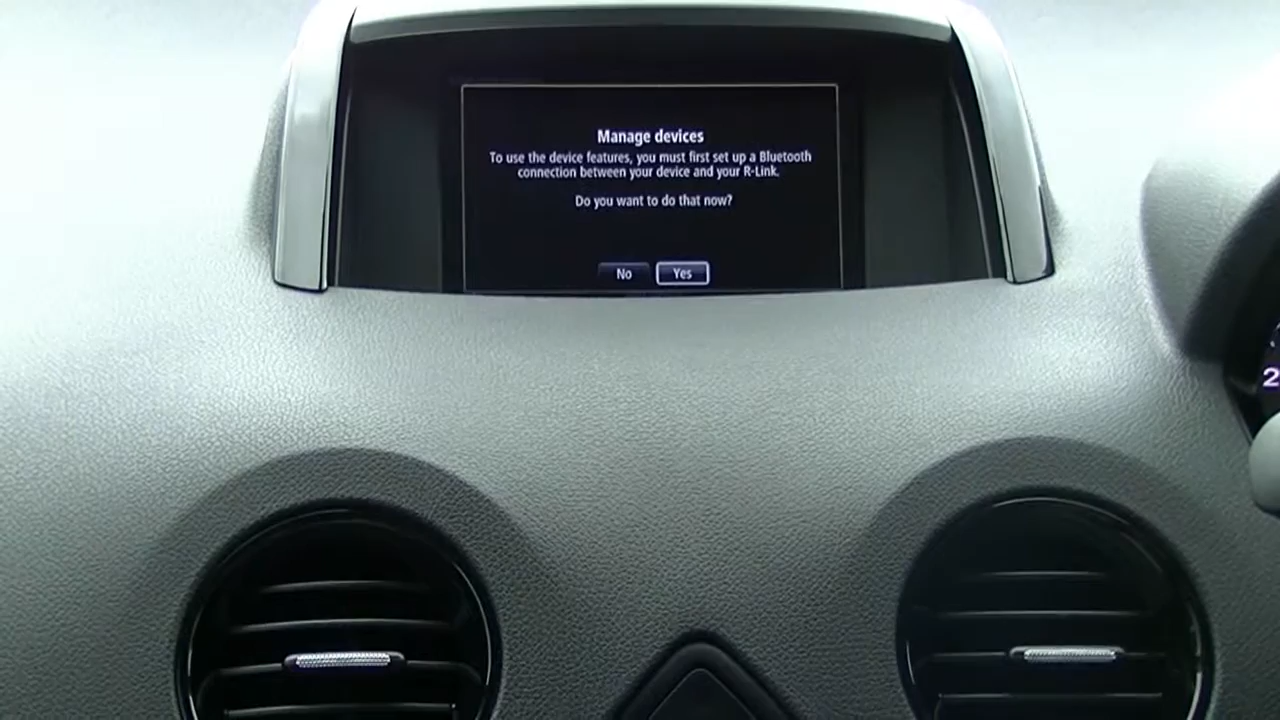 Manage devices
To use the device features, you must first set up a Bluetooth
connection between your device and your R-Link.
Do you want to do that now?
No Yes
2